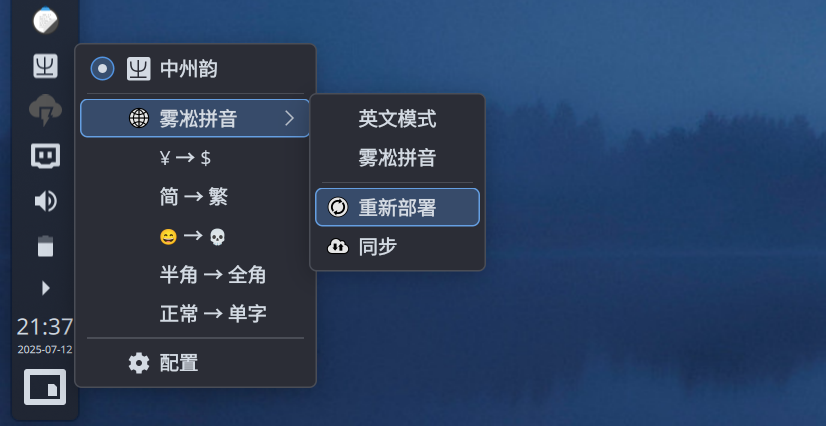 中州韵
雾凇拼音
¥ → $
简 → 繁
😄 → 💀
半角 → 全角
正常 → 单字
配置
英文模式
雾凇拼音
重新部署
同步
21:37
2025-07-12